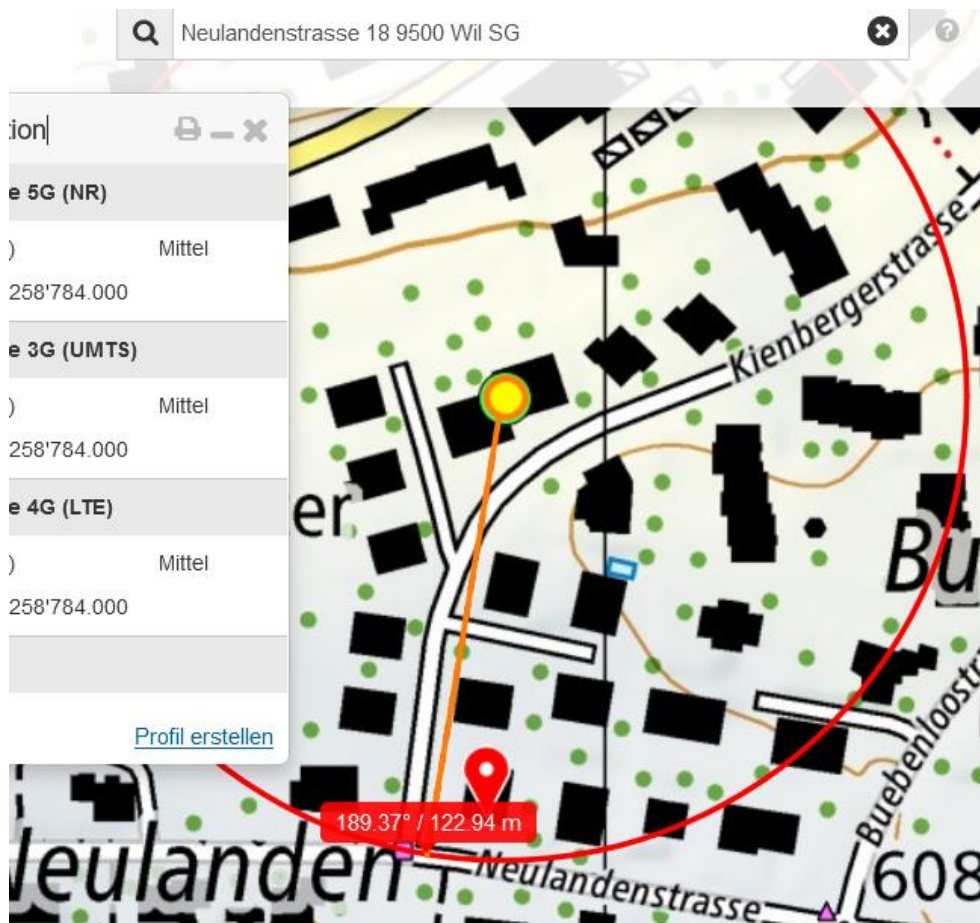 Neulandenstrasse 18 9500 Wil SG
tion
e 5G (NR)
) Mittel
258'784.000
e 3G (UMTS)
) Mittel
258'784.000
e 4G (LTE)
) Mittel
258'784.000
Profil erstellen
Kienbergerstrasse
er
Bu
Buebenloostr
189.37° / 122.94 m
Neulanden
Neulandenstrasse
608